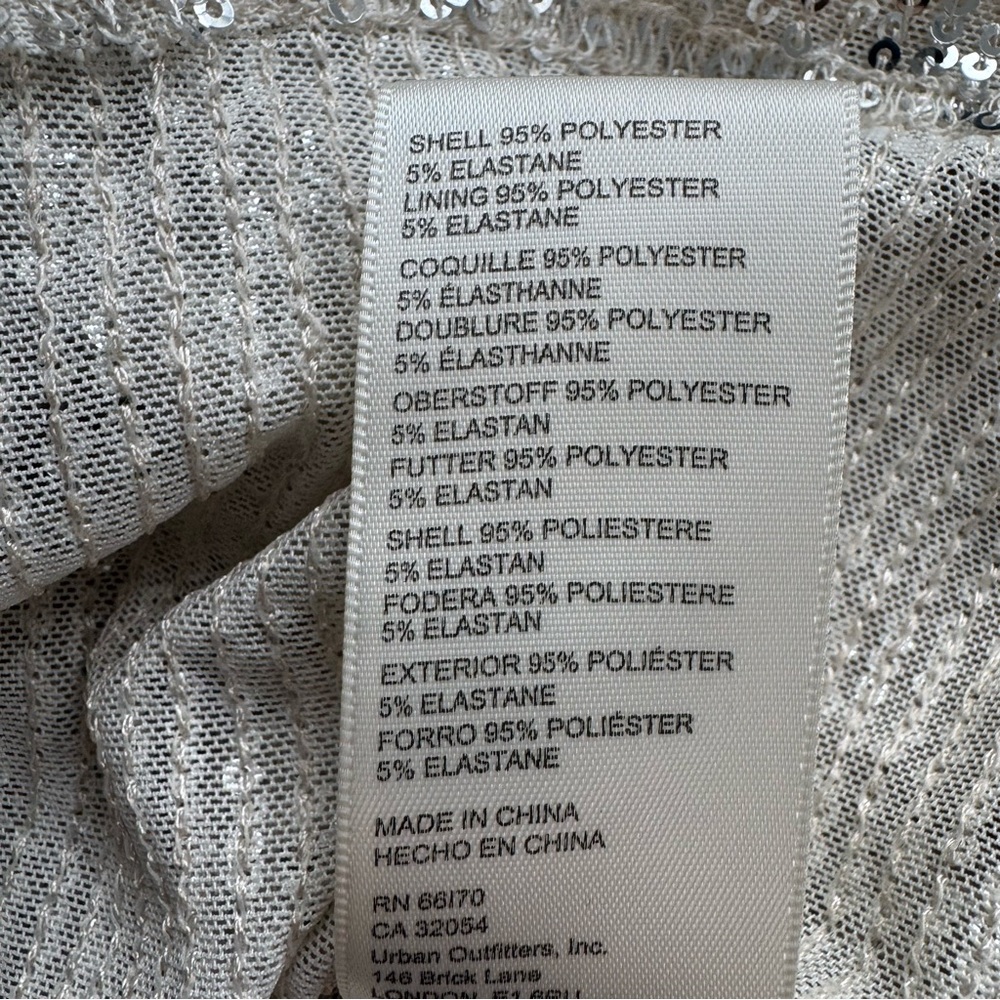 SHELL 95% POLYESTER
5% ELASTANE
LINING 95% POLYESTER
5% ELASTANE
COQUILLE 95% POLYESTER
5% ÉLASTHANNE
DOUBLURE 95% POLYESTER
5% ÉLASTHANNE
OBERSTOFF 95% POLYESTER
5% ELASTAN
FUTTER 95% POLYESTER
5% ELASTAN
SHELL 95% POLIESTERE
5% ELASTAN
FODERA 95% POLIESTERE
5% ELASTAN
EXTERIOR 95% POLIÉSTER
5% ELASTANE
FORRO 95% POLIÉSTER
5% ELASTANE
MADE IN CHINA
HECHO EN CHINA
RN 66170
CA 32054
Urban Outfitters, Inc.
146 Brick Lane
LONDON, E1 6RU